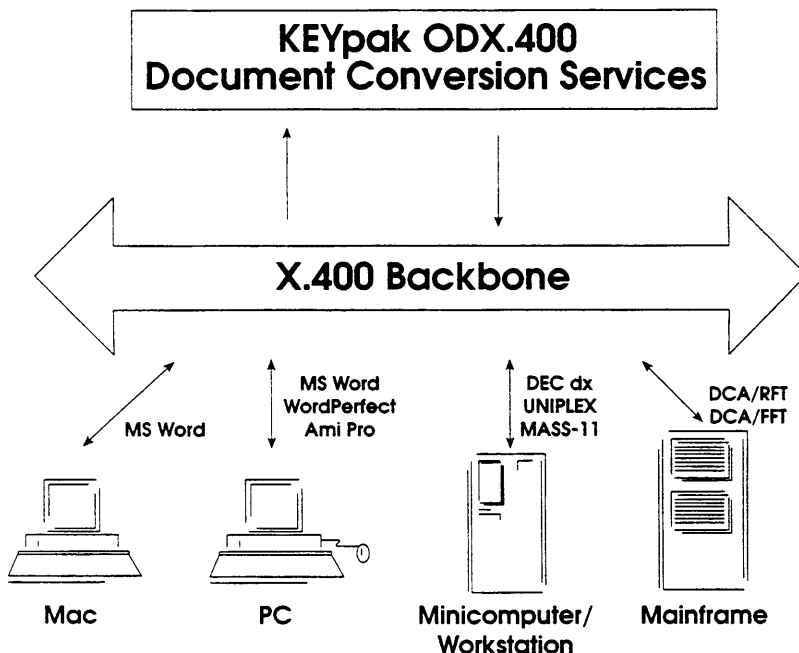 KEYpak ODX.400
Document Conversion Services
X.400 Backbone
MS Word
MS Word
WordPerfect
Ami Pro
DEC dx
UNIPLEX
MASS-11
DCA/RFT
DCA/FFT
Mac
PC
Minicomputer/
Workstation
Mainframe